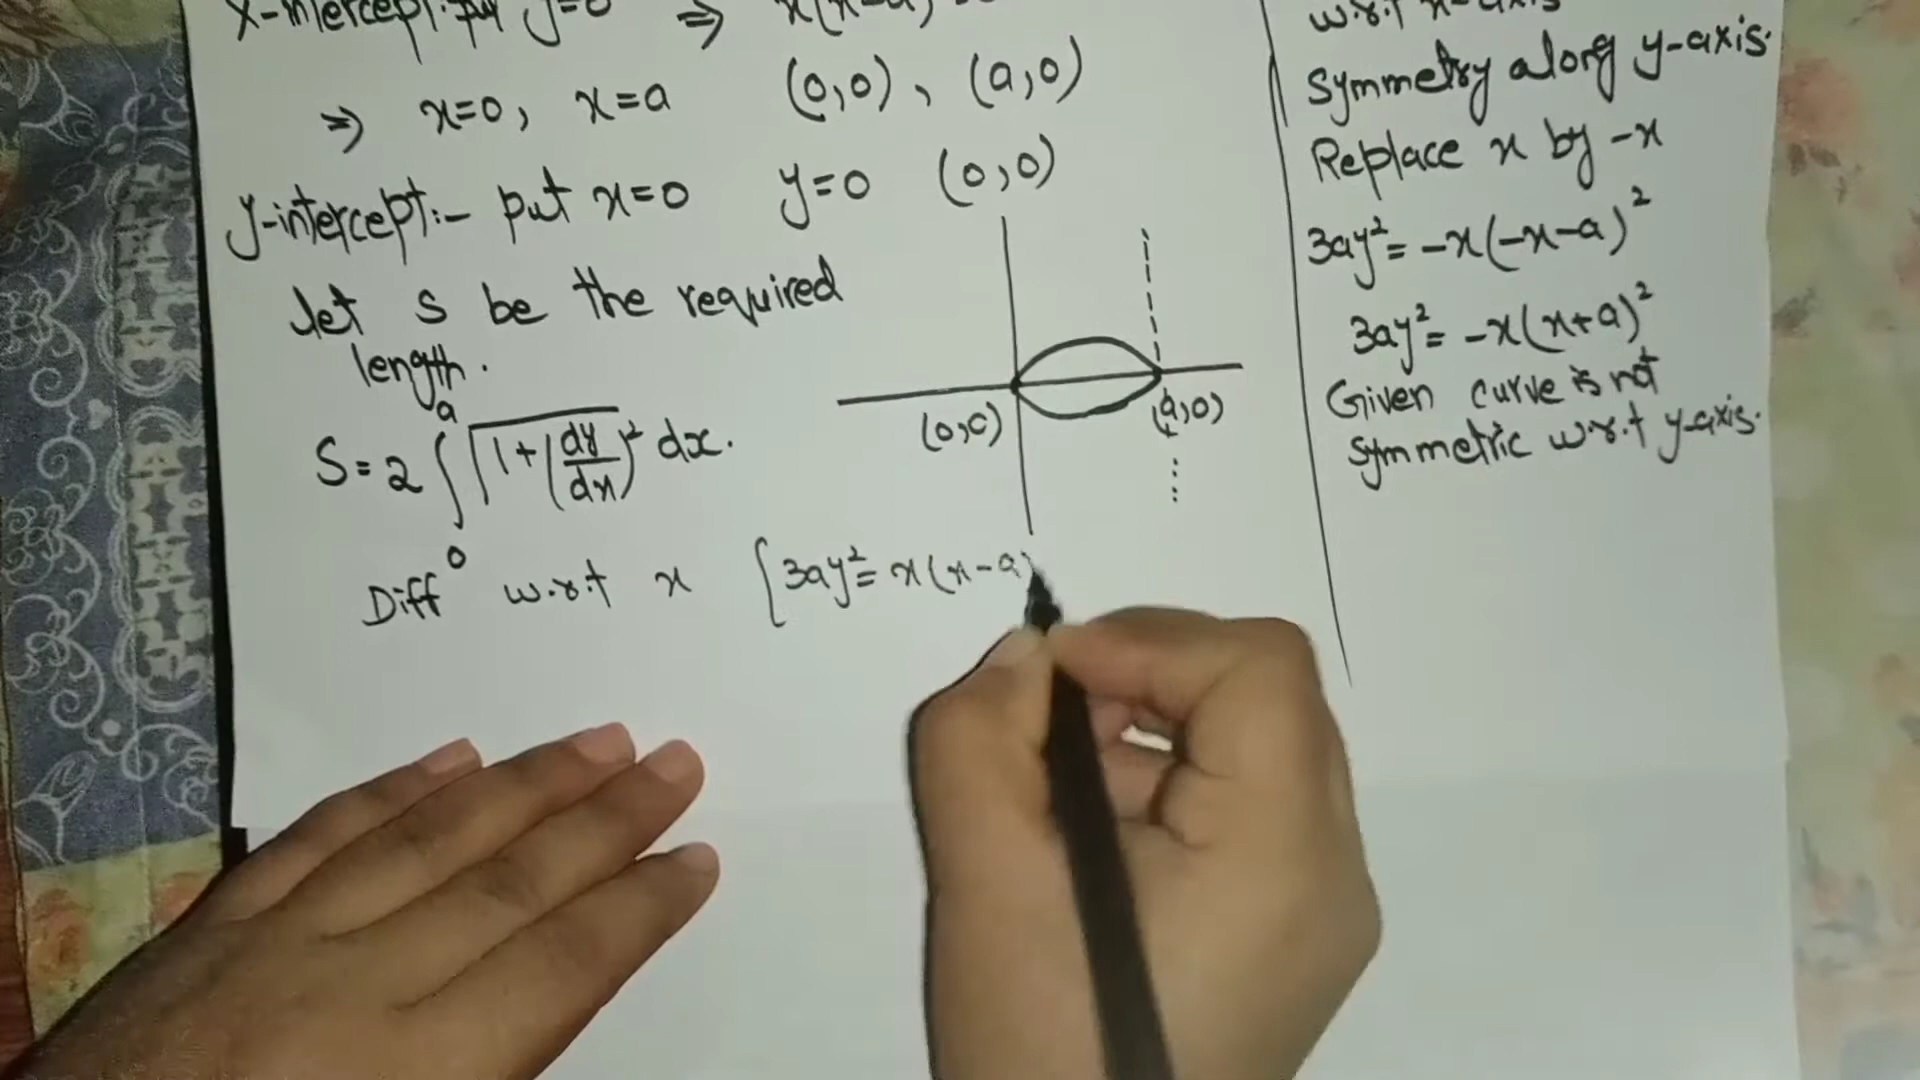 x-intercept:- put y=0 ⇒ x(x-a)
⇒ x=0, x=a (0,0), (a,0)
y-intercept:- put x=0 y=0 (0,0)
let s be the required
length.
S=2∫₀ᵃ √(1+(dy/dx)²) dx.
(0,0) (a,0)
Diff w.r.t x [3ay²= x(x-a)
w.r.t x-axis
Symmetry along y-axis.
Replace x by -x
3ay²= -x(-x-a)²
3ay²= -x(x+a)²
Given curve is not
symmetric w.r.t y-axis.